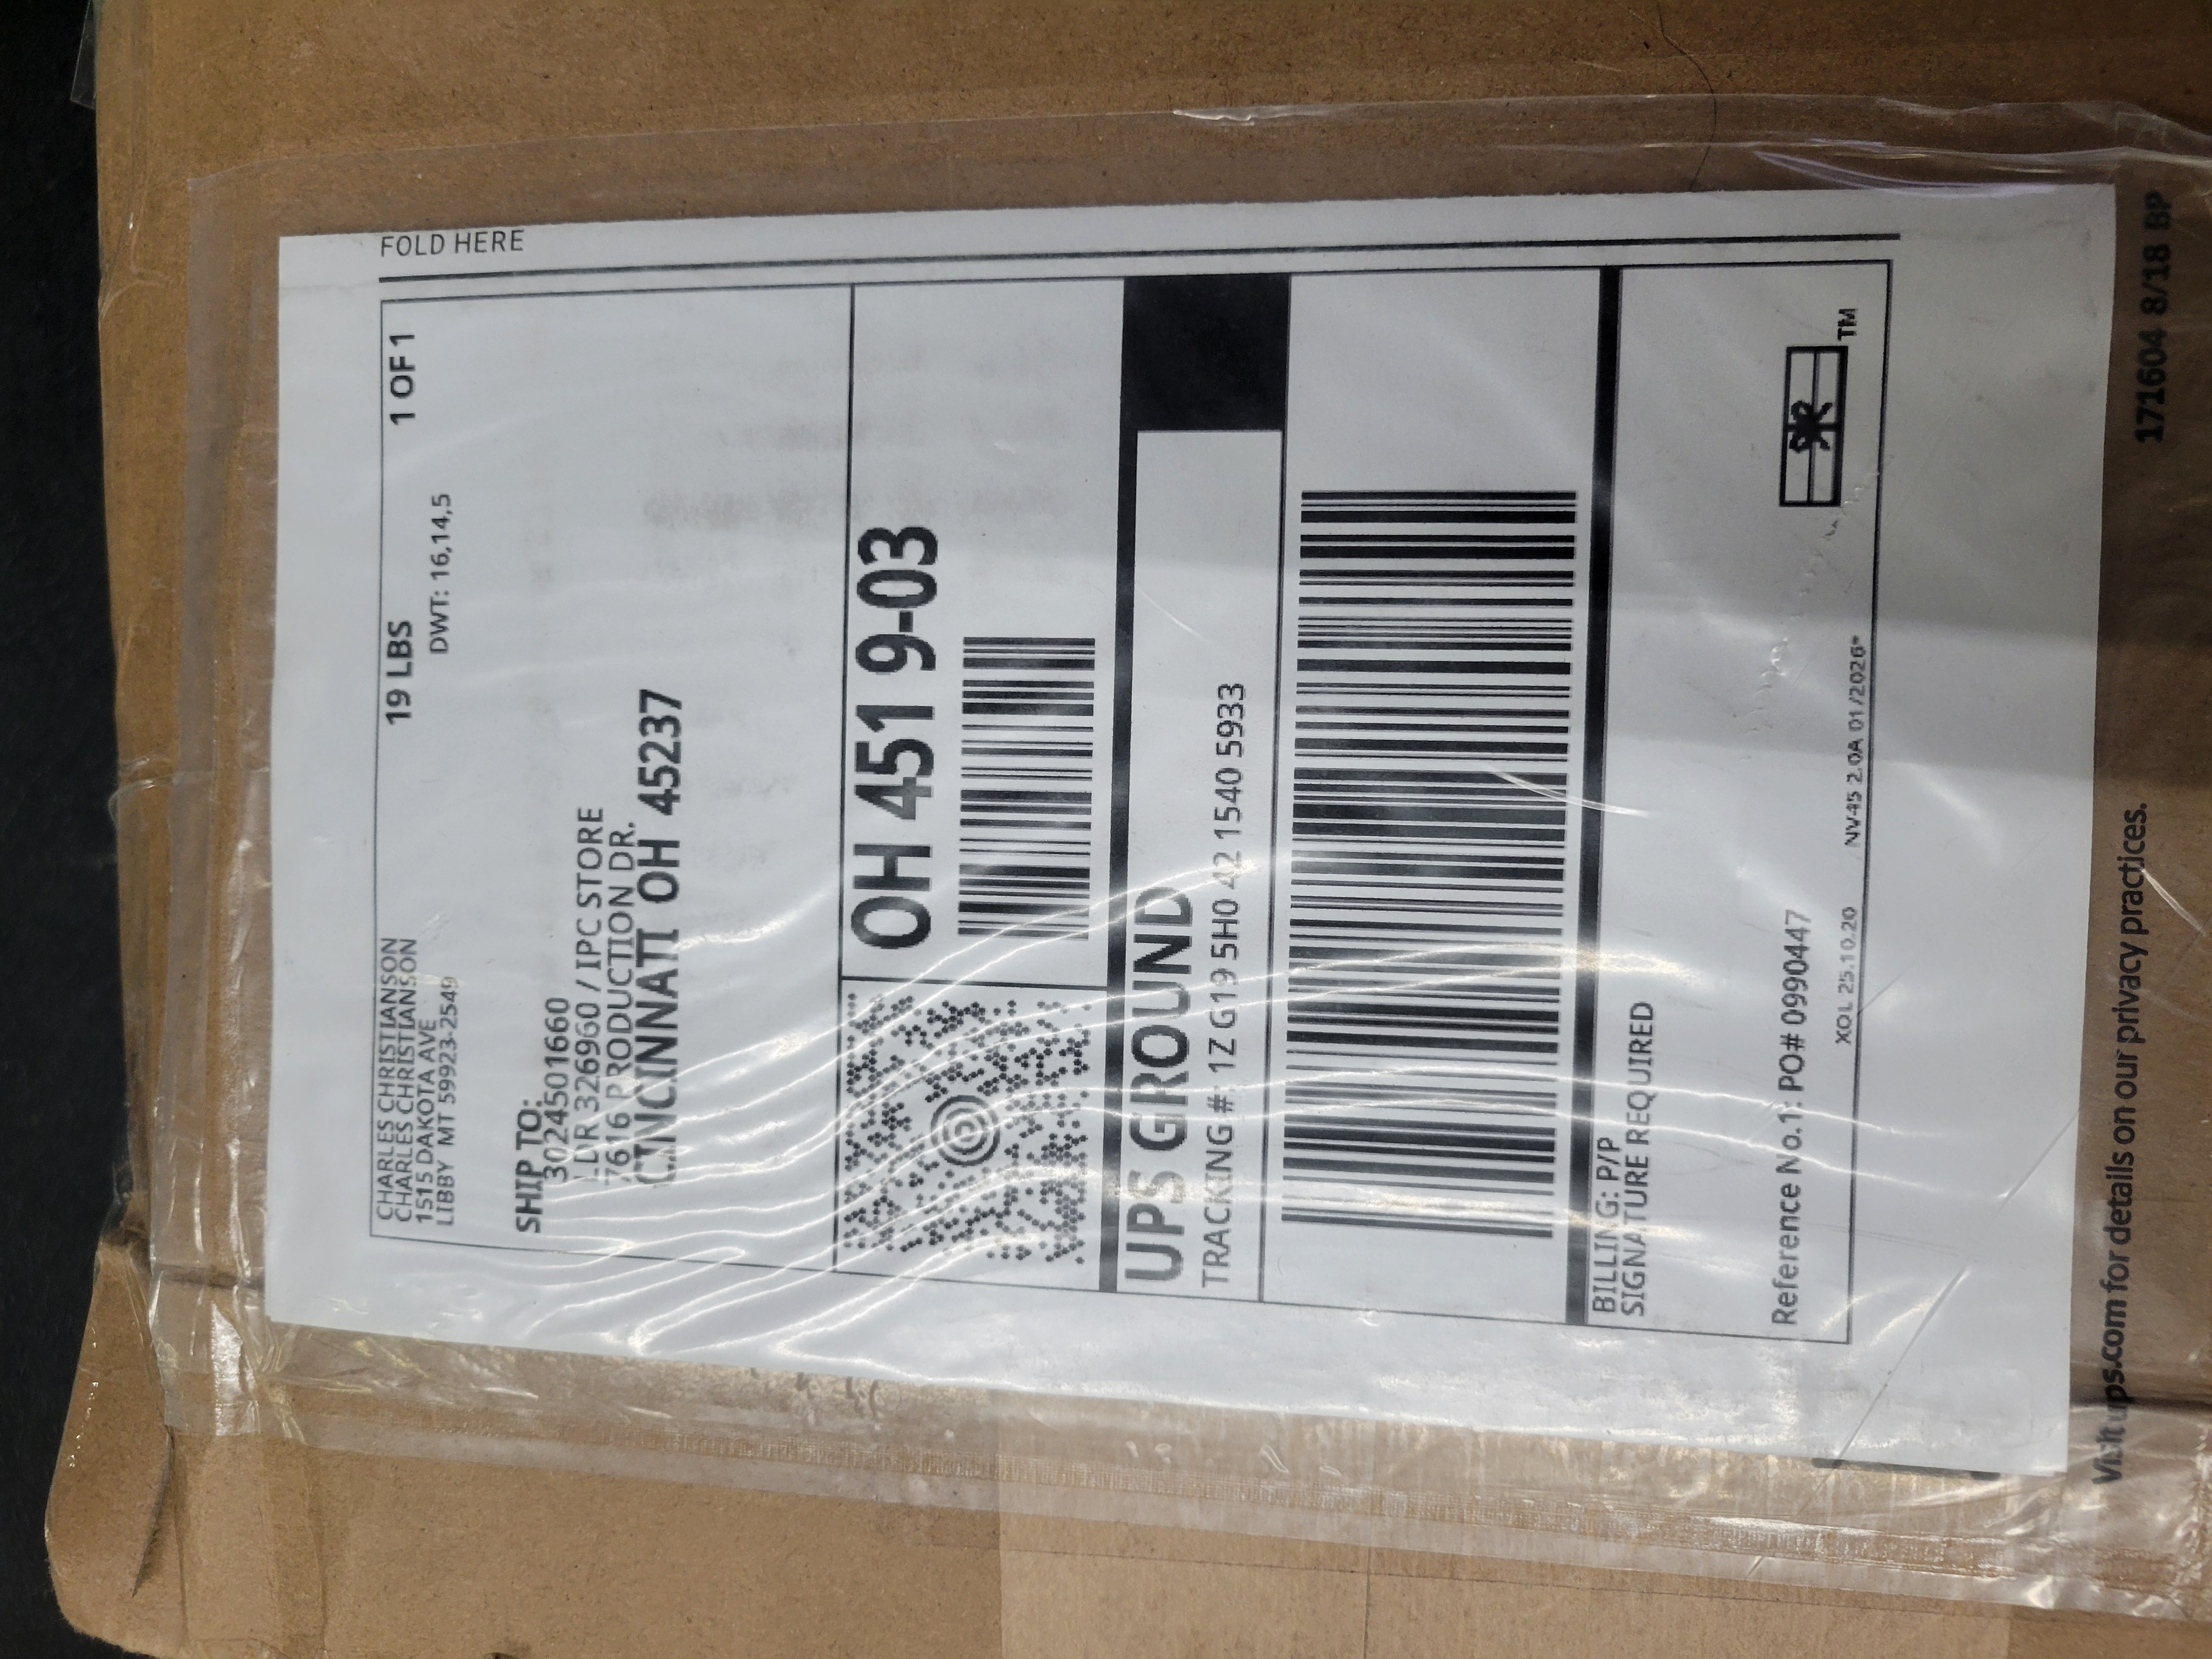 FOLD HERE
CHARLES CHRISTIANSON
CHARLES CHRISTIANSON
1515 DAKOTA AVE
LIBBY MT 59923-2549
19 LBS
1 OF 1
DWT: 16,14,5
SHIP TO:
3024501660
LDR 326960 / IPC STORE
7616 PRODUCTION DR.
CINCINNATI OH 45237
OH 451 9-03
UPS GROUND
TRACKING #: 1Z G19 5H0 42 1540 5933
BILLING: P/P
SIGNATURE REQUIRED
Reference No.1: PO# 0990447
XOL 25.10.20 NV45 2.0A 01/2026*
TM
Visit ups.com for details on our privacy practices.
171604 8/18 BP